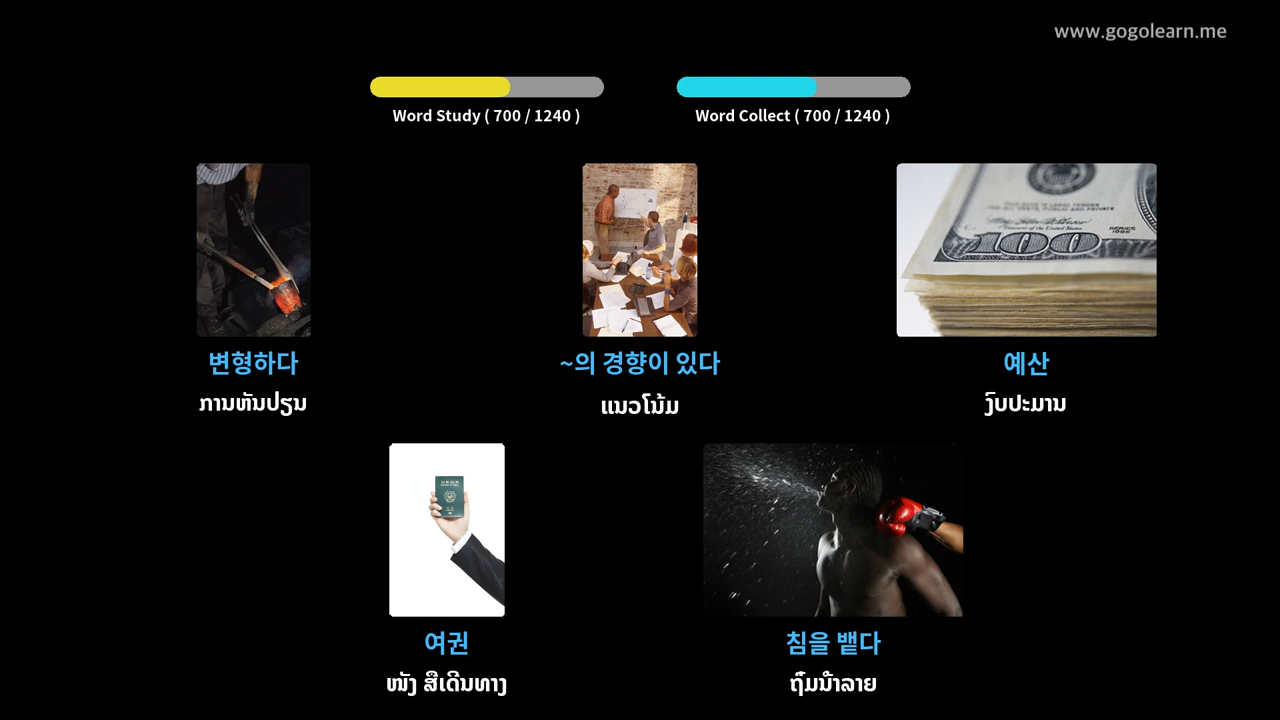 www.gogolearn.me
Word Study ( 700 / 1240 )
Word Collect ( 700 / 1240 )
100
SERIES
1996
변형하다
~의 경향이 있다
예산
ການຫັນປຽນ
ແນວໂນ້ມ
ງົບປະມານ
여권
침을 뱉다
ໜັງ ສືເດີນທາງ
ຖົ່ມນ້ຳລາຍ